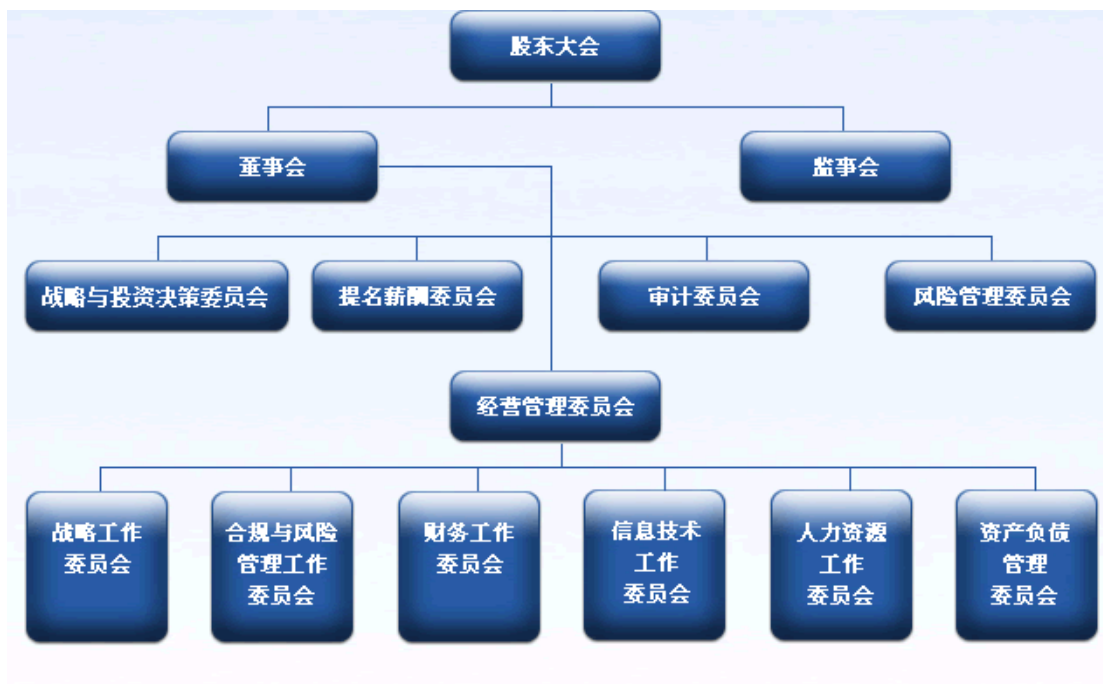 股东大会
董事会
监事会
战略与投资决策委员会
提名薪酬委员会
审计委员会
风险管理委员会
经营管理委员会
战略工作
委员会
合规与风险
管理工作
委员会
财务工作
委员会
信息技术
工作
委员会
人力资源
工作
委员会
资产负债
管理
委员会